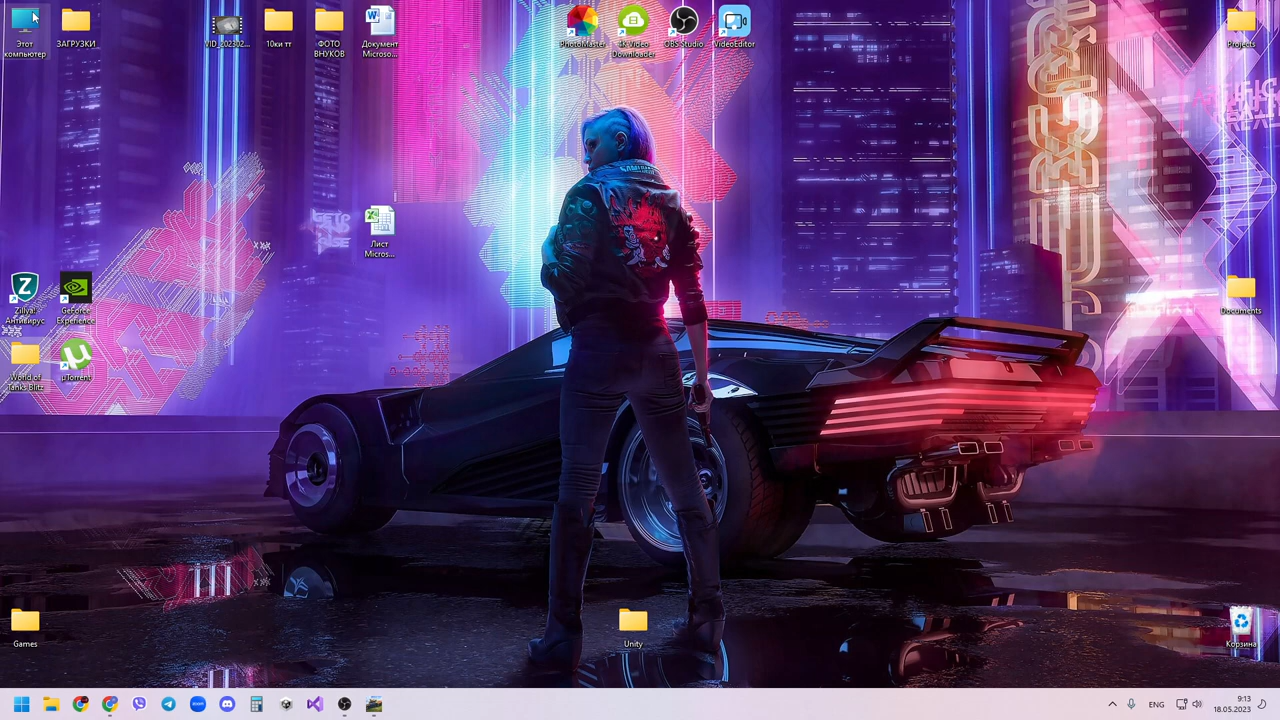 Этот
компьютер
ЗАГРУЗКИ
10ки тт
ФОТО
ВНУКОВ
Документ
Microso...
PhotoMaster
4k Video
Downloader
OBS Studio
VideoEditor
Projects
SAMURAI
Лист
Micros...
Zillya!
Антивирус
GeForce
Experience
Documents
World of
Tanks Blitz
µTorrent
Games
Unity
Корзина
zoom
ENG
9:13
18.05.2023